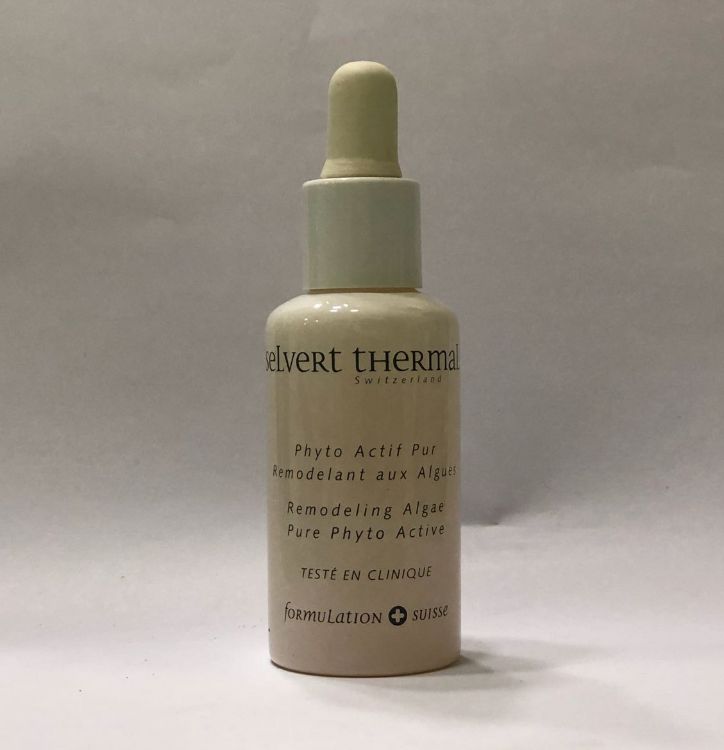 selvert thermal
Switzerland
Phyto Actif Pur
Remodelant aux Algues
Remodeling Algae
Pure Phyto Active
TESTÉ EN CLINIQUE
formulation suisse